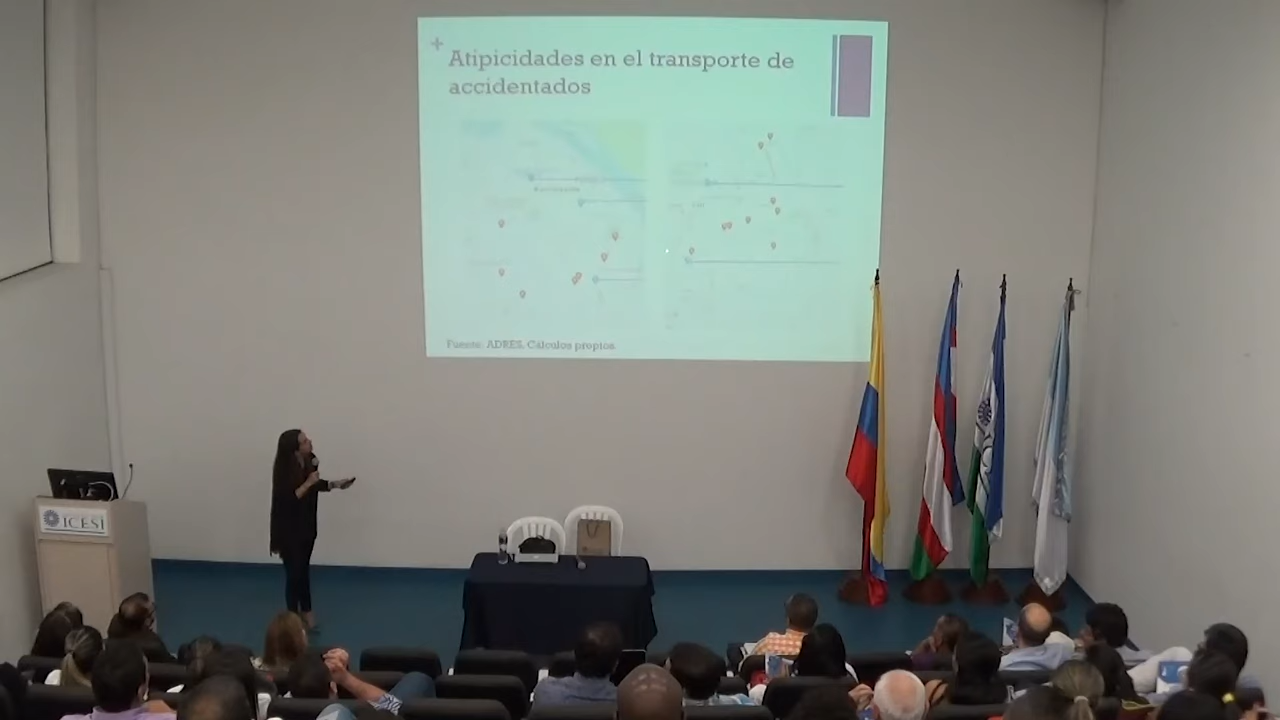 +
Atipicidades en el transporte de
accidentados
Fuente. ADRES. Cálculos propios.
ICESI